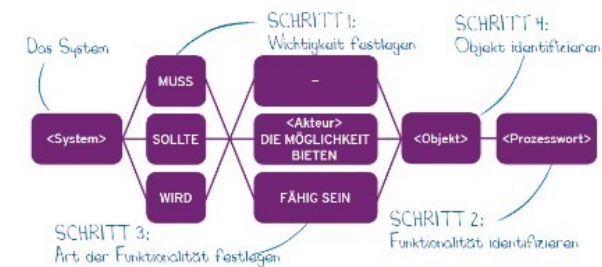 SCHRITT 1:
Wichtigkeit festlegen
SCHRITT 4:
Objekt identifizieren
Das System
MUSS
–
<System>
SOLLTE
<Akteur>
DIE MÖGLICHKEIT
BIETEN
<Objekt>
<Prozesswort>
WIRD
FÄHIG SEIN
SCHRITT 3:
Art der Funktionalität festlegen
SCHRITT 2:
Funktionalität identifizieren